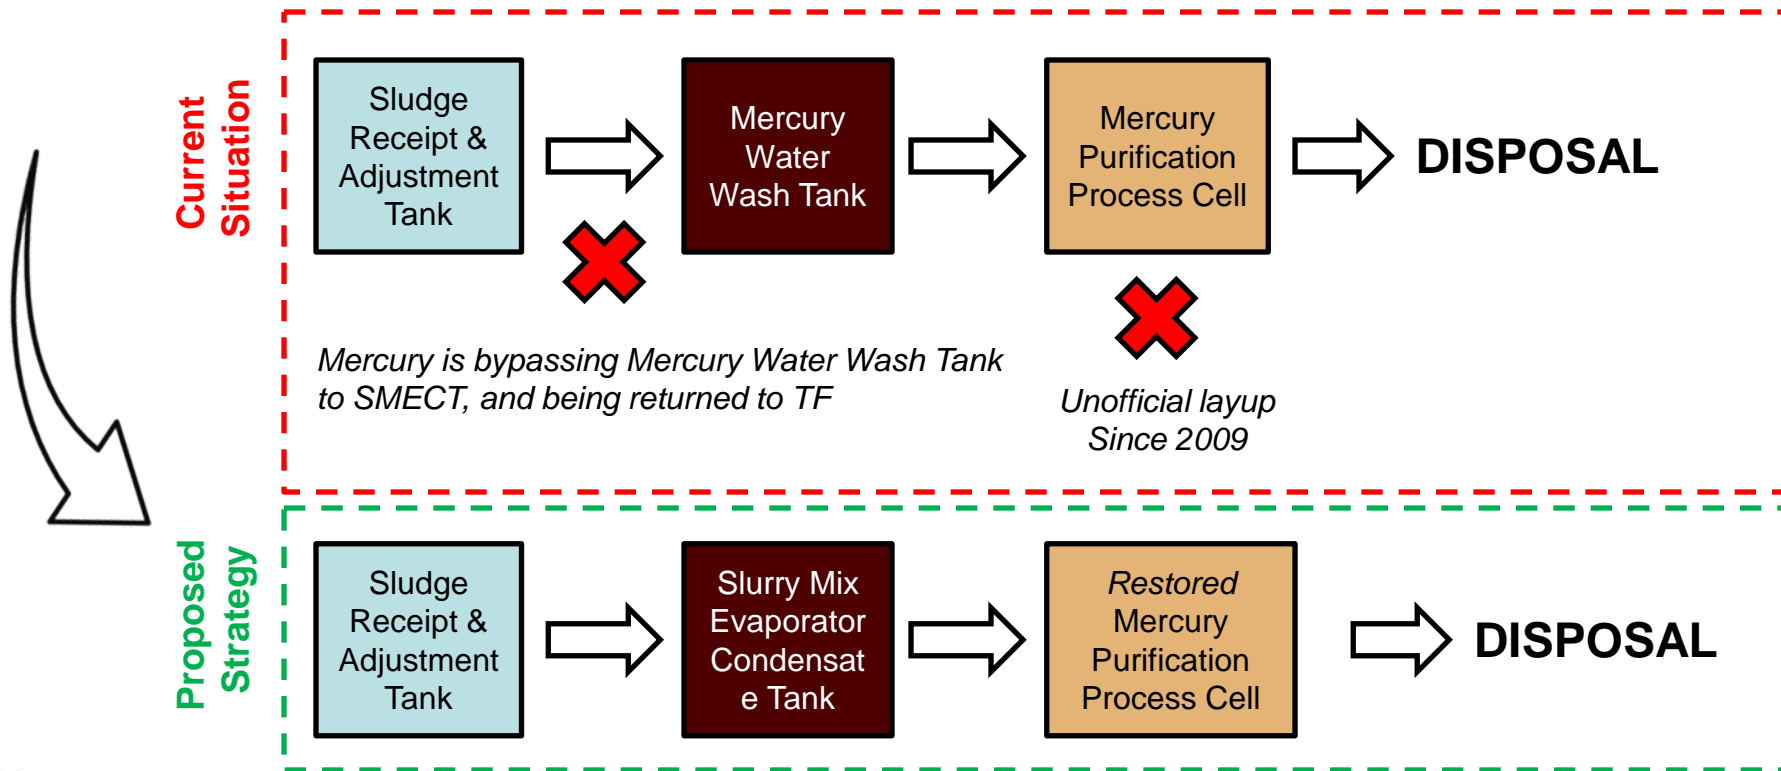 Current
Situation
Sludge
Receipt &
Adjustment
Tank
Mercury
Water
Wash Tank
Mercury
Purification
Process Cell
DISPOSAL
Mercury is bypassing Mercury Water Wash Tank
to SMECT, and being returned to TF
Unofficial layup
Since 2009
Proposed
Strategy
Sludge
Receipt &
Adjustment
Tank
Slurry Mix
Evaporator
Condensat
e Tank
Restored
Mercury
Purification
Process Cell
DISPOSAL